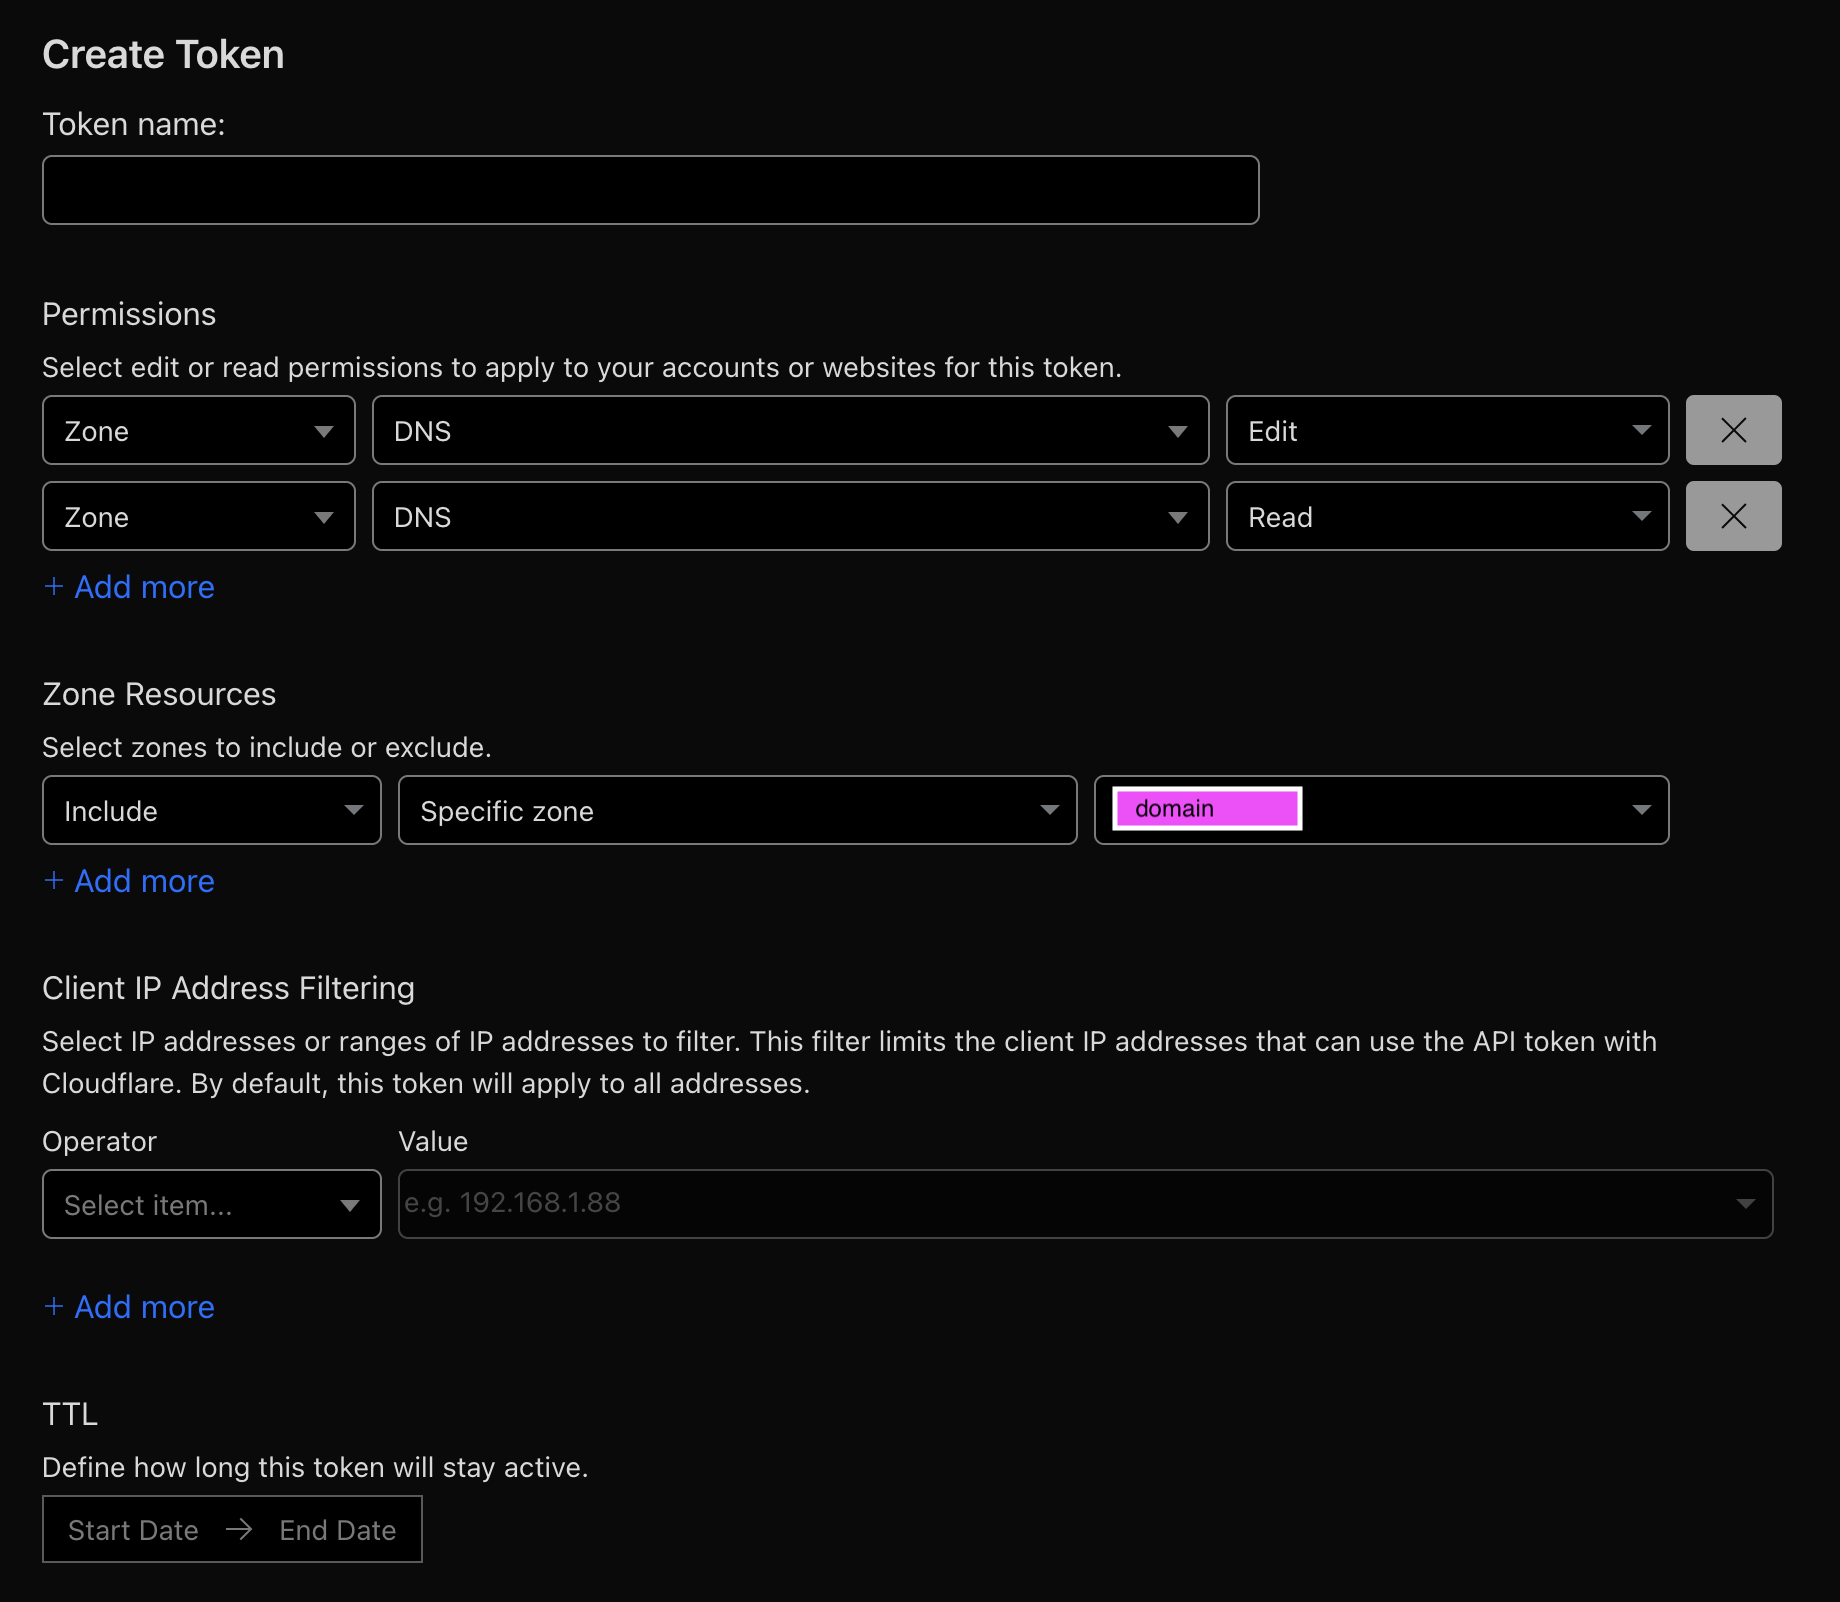 Create Token
Token name:
Permissions
Select edit or read permissions to apply to your accounts or websites for this token.
Zone DNS Edit
Zone DNS Read
+ Add more
Zone Resources
Select zones to include or exclude.
Include Specific zone domain
+ Add more
Client IP Address Filtering
Select IP addresses or ranges of IP addresses to filter. This filter limits the client IP addresses that can use the API token with
Cloudflare. By default, this token will apply to all addresses.
Operator Value
Select item... e.g. 192.168.1.88
+ Add more
TTL
Define how long this token will stay active.
Start Date → End Date